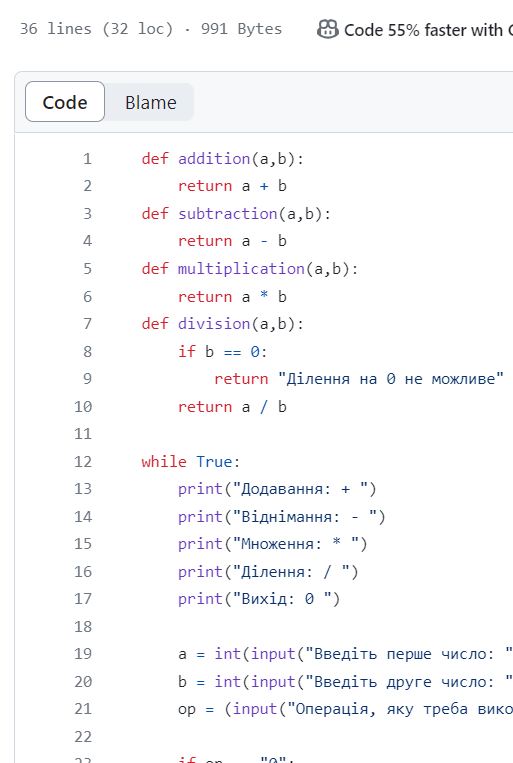 36 lines (32 loc) · 991 Bytes Code 55% faster with
Code Blame
1 def addition(a,b):
2 return a + b
3 def subtraction(a,b):
4 return a - b
5 def multiplication(a,b):
6 return a * b
7 def division(a,b):
8 if b == 0:
9 return "Ділення на 0 не можливе"
10 return a / b
11
12 while True:
13 print("Додавання: + ")
14 print("Віднімання: - ")
15 print("Множення: * ")
16 print("Ділення: / ")
17 print("Вихід: 0 ")
18
19 a = int(input("Введіть перше число: "
20 b = int(input("Введіть друге число: "
21 op = (input("Операція, яку треба вико
22
23 if op "0":